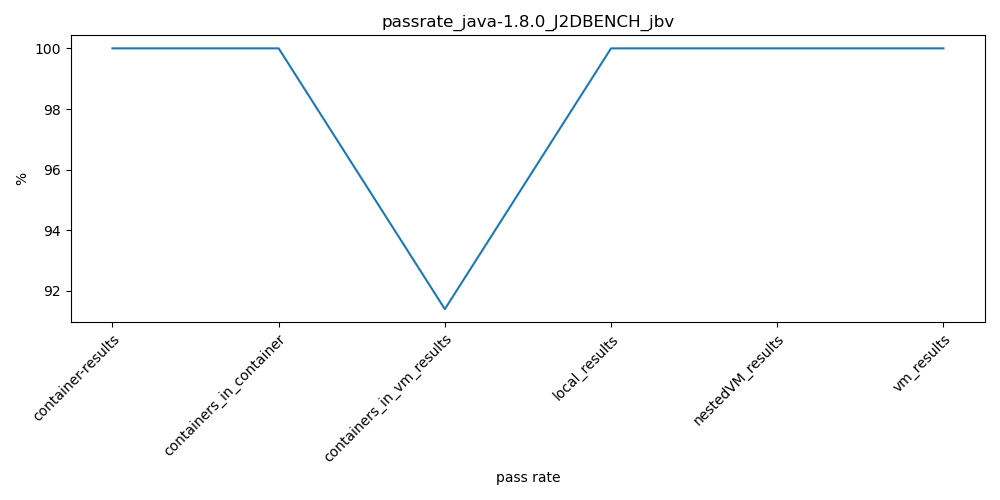 passrate_java-1.8.0_J2DBENCH_jbv
100
98
96
94
92
%
container-results
containers_in_container
containers_in_vm_results
local_results
nestedVM_results
vm_results
pass rate